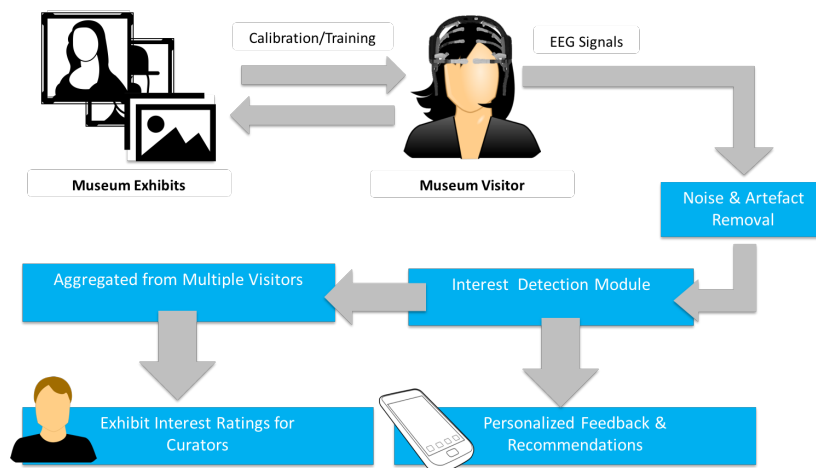 Calibration/Training
EEG Signals
Museum Exhibits
Museum Visitor
Noise & Artefact
Removal
Aggregated from Multiple Visitors
Interest Detection Module
Exhibit Interest Ratings for
Curators
Personalized Feedback &
Recommendations